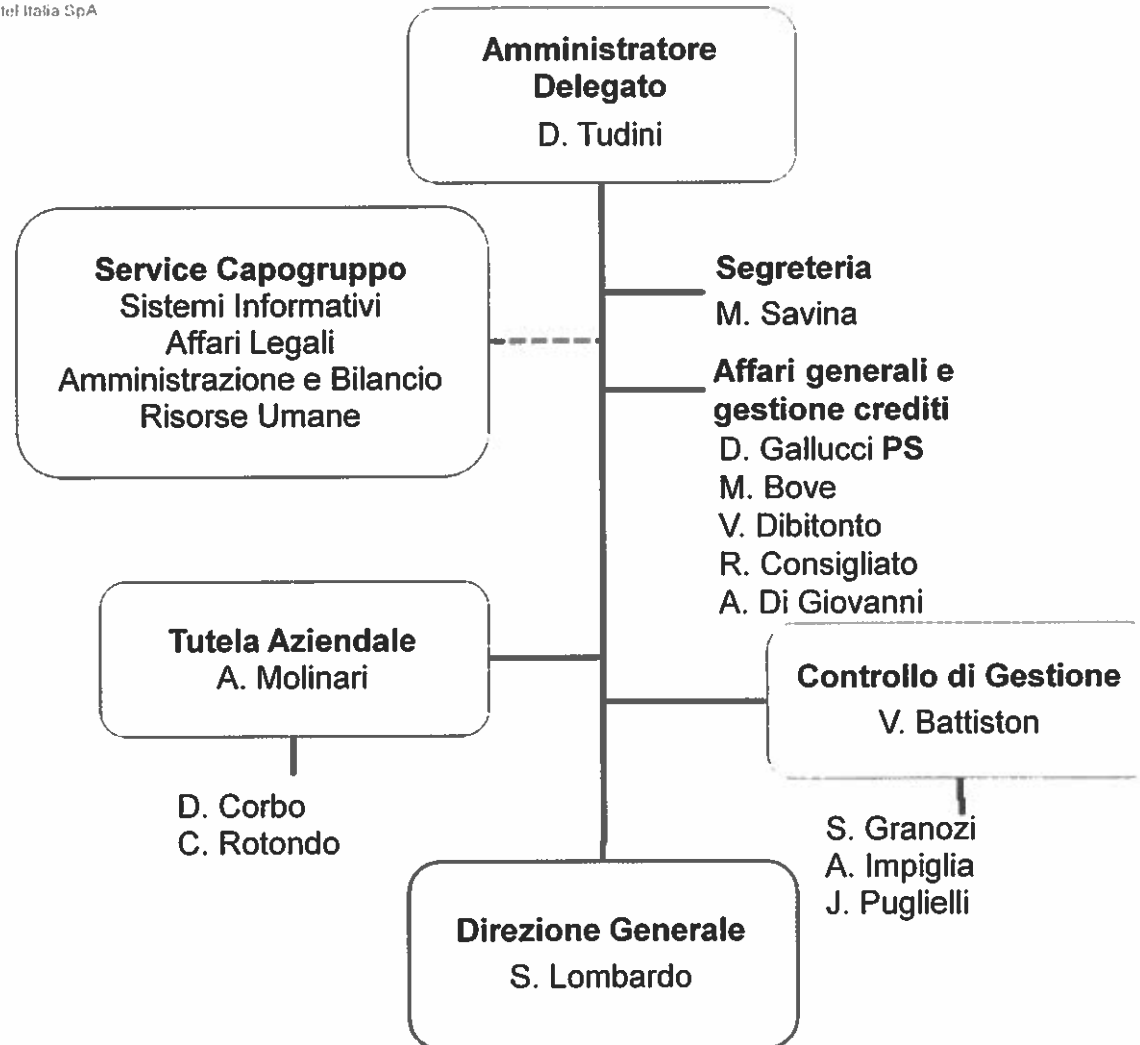 Italia SpA
Amministratore
Delegato
D. Tudini
Service Capogruppo
Sistemi Informativi
Affari Legali
Amministrazione e Bilancio
Risorse Umane
Segreteria
M. Savina
Affari generali e
gestione crediti
D. Gallucci PS
M. Bove
V. Dibitonto
R. Consigliato
A. Di Giovanni
Tutela Aziendale
A. Molinari
D. Corbo
C. Rotondo
Controllo di Gestione
V. Battiston
S. Granozi
A. Impiglia
J. Puglielli
Direzione Generale
S. Lombardo